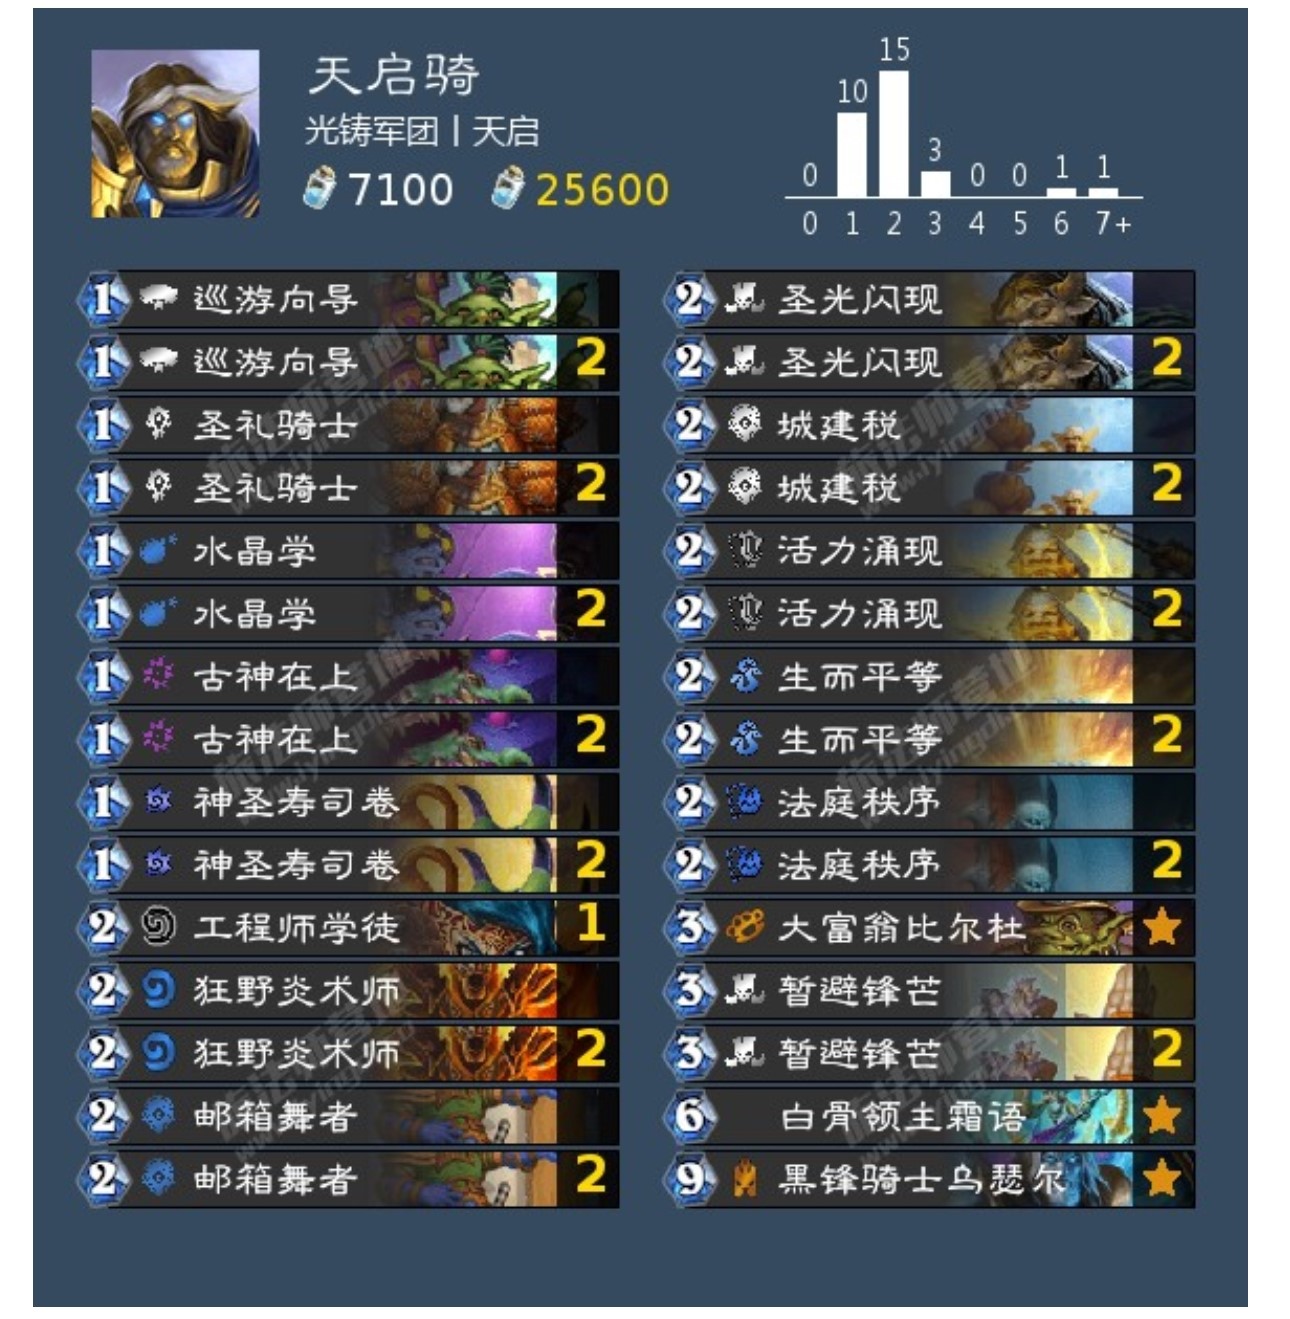 天启骑
光铸军团丨天启
7100 25600
15
10
3
0 0 0 1 1
0 1 2 3 4 5 6 7+
1 巡游向导
1 巡游向导 2
1 圣礼骑士
1 圣礼骑士 2
1 水晶学
1 水晶学 2
1 古神在上
1 古神在上 2
1 神圣寿司卷
1 神圣寿司卷 2
2 工程师学徒 1
2 狂野炎术师
2 狂野炎术师 2
2 邮箱舞者
2 邮箱舞者 2
2 圣光闪现
2 圣光闪现 2
2 城建税
2 城建税 2
2 活力涌现
2 活力涌现 2
2 生而平等
2 生而平等 2
2 法庭秩序
2 法庭秩序 2
3 大富翁比尔杜
3 暂避锋芒
3 暂避锋芒 2
6 白骨领主霜语
9 黑锋骑士乌瑟尔